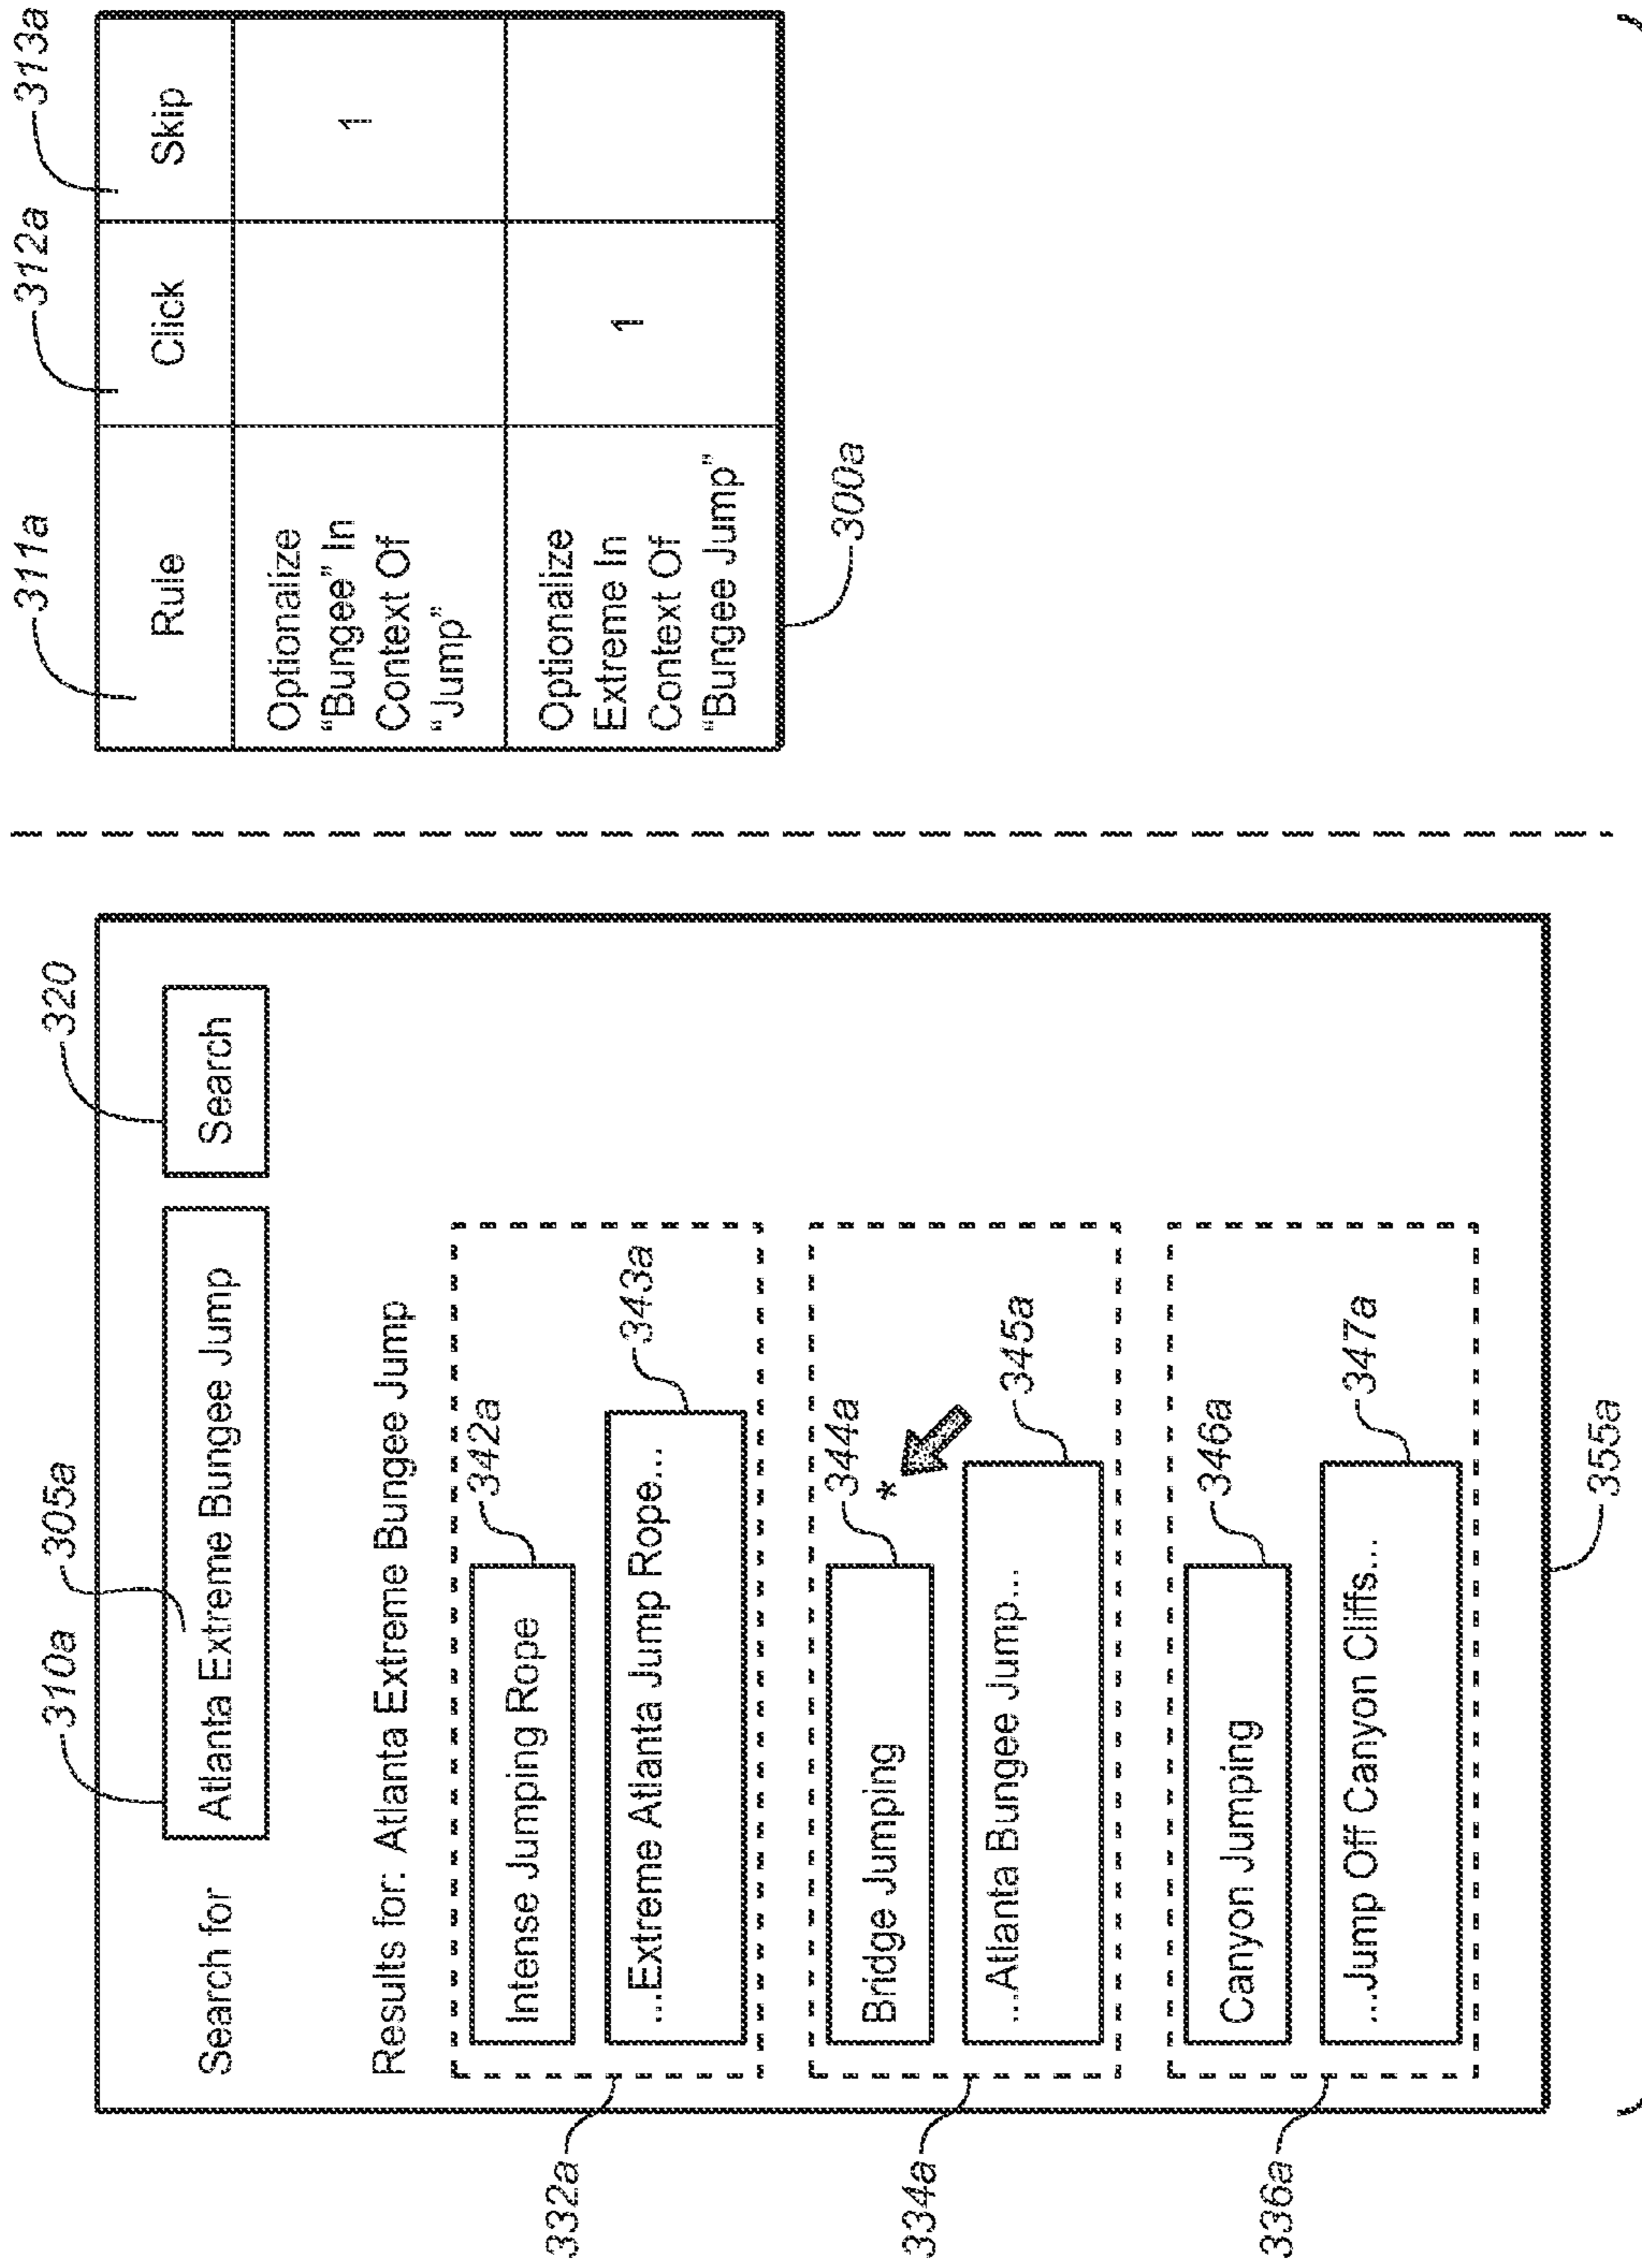 310a
305a
320
Search for
Atlanta Extreme Bungee Jump
Search
Results for: Atlanta Extreme Bungee Jump
332a
Intense Jumping Rope
342a
...Extreme Atlanta Jump Rope...
343a
334a
Bridge Jumping
344a
*
...Atlanta Bungee Jump...
345a
336a
Canyon Jumping
346a
...Jump Off Canyon Cliffs...
347a
355a
311a
312a
313a
Rule
Click
Skip
Optionalize
"Bungee" In
Context Of
"Jump"
1
Optionalize
Extreme In
Context Of
"Bungee Jump"
1
300a